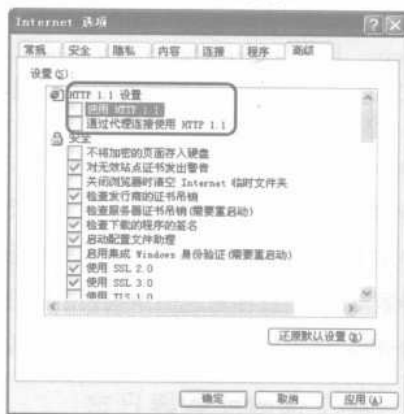 Internet 选项
常规 安全 隐私 内容 连接 程序 高级
设置(S):
HTTP 1.1 设置
使用 HTTP 1.1
通过代理连接使用 HTTP 1.1
安全
不将加密的页面存入硬盘
对无效站点证书发出警告
关闭浏览器时清空 Internet 临时文件夹
检查发行商的证书吊销
检查服务器证书吊销(需要重启动)
检查下载的程序的签名
启动配置文件助理
启用集成 Windows 身份验证(需要重启动)
使用 SSL 2.0
使用 SSL 3.0
使用 TLS 1.0
还原默认设置(R)
确定 取消 应用(A)